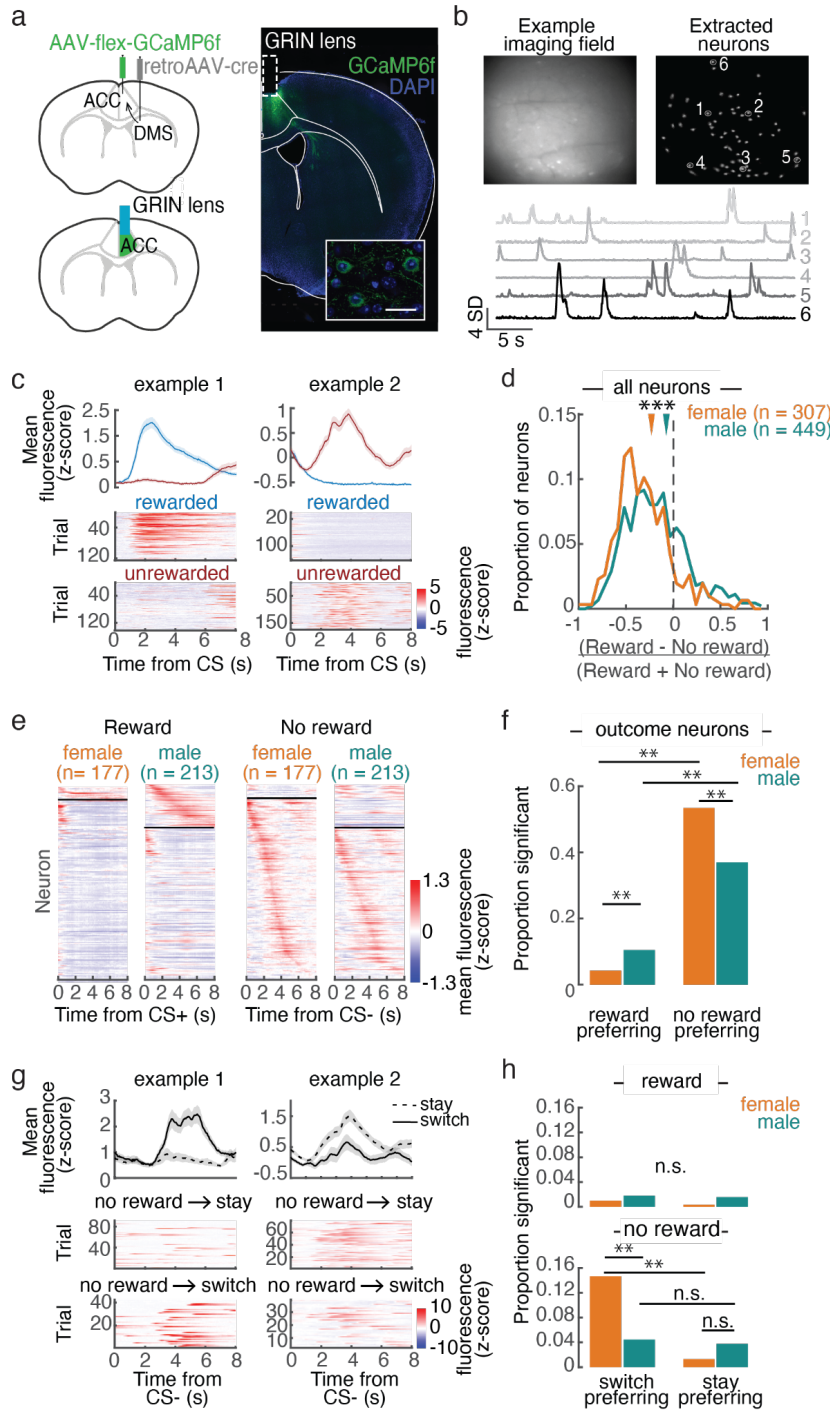 a
AAV-flex-GCaMP6f
retroAAV-cre
ACC
DMS
GRIN lens
ACC
GRIN lens
GCaMP6f
DAPI
b
Example
imaging field
Extracted
neurons
6
1
2
4
3
5
1
2
3
4
5
6
4 SD
5 s
c
example 1
example 2
Mean
fluorescence
(z-score)
2.5
1.5
0.5
1
0
-0.5
rewarded
rewarded
Trial
40
120
20
100
unrewarded
unrewarded
Trial
40
120
50
150
5
0
-5
fluorescence
(z-score)
0 2 4 6 8
0 2 4 6 8
Time from CS (s)
Time from CS (s)
d
all neurons
***
female (n = 307)
male (n = 449)
Proportion of neurons
0.15
0.1
0.05
0
-1 -0.5 0 0.5 1
(Reward - No reward)
(Reward + No reward)
e
Reward
No reward
female
(n= 177)
male
(n = 213)
female
(n = 177)
male
(n = 213)
Neuron
1.3
0
-1.3
mean fluorescence
(z-score)
0 2 4 6 8
0 2 4 6 8
0 2 4 6 8
0 2 4 6 8
Time from CS+ (s)
Time from CS- (s)
f
outcome neurons
female
male
**
**
**
**
Proportion significant
0.6
0.4
0.2
0
reward
preferring
no reward
preferring
g
example 1
example 2
stay
switch
Mean
fluorescence
(z-score)
3
2
1
0
1.5
0.5
-0.5
no reward → stay
no reward → stay
Trial
80
40
60
40
20
no reward → switch
no reward → switch
Trial
40
20
30
10
10
0
-10
fluorescence
(z-score)
0 2 4 6 8
0 2 4 6 8
Time from
CS- (s)
Time from
CS- (s)
h
reward
female
male
Proportion significant
0.16
0.12
0.08
0.04
0
n.s.
no reward
**
**
n.s.
n.s.
0.16
0.12
0.08
0.04
0
switch
preferring
stay
preferring